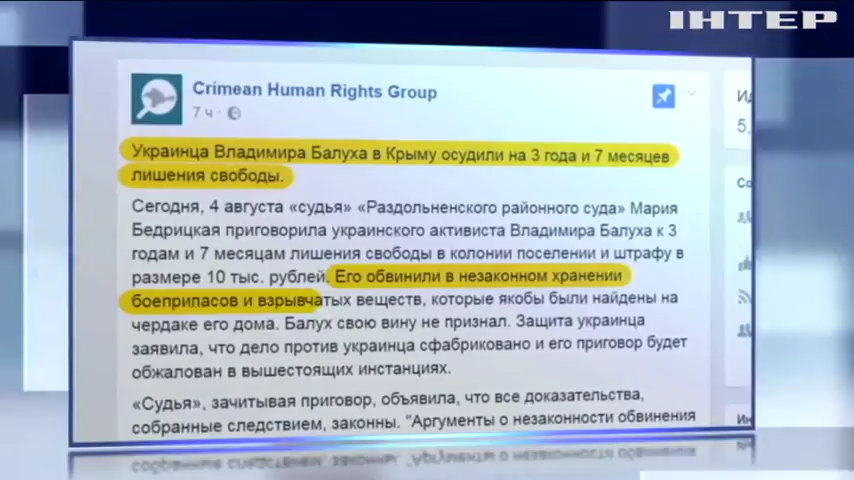 ІНТЕР
Crimean Human Rights Group
7 ч ·
Украинца Владимира Балуха в Крыму осудили на 3 года и 7 месяцев
лишения свободы.
Сегодня, 4 августа «судья» «Раздольненского районного суда» Мария
Бедрицкая приговорила украинского активиста Владимира Балуха к 3
годам и 7 месяцам лишения свободы в колонии поселении и штрафу в
размере 10 тыс. рублей. Его обвинили в незаконном хранении
боеприпасов и взрывчатых веществ, которые якобы были найдены на
чердаке его дома. Балух свою вину не признал. Защита украинца
заявила, что дело против украинца сфабриковано и его приговор будет
обжалован в вышестоящих инстанциях.
«Судья», зачитывая приговор, объявила, что все доказательства,
собранные следствием, законны. "Аргументы о незаконности обвинения